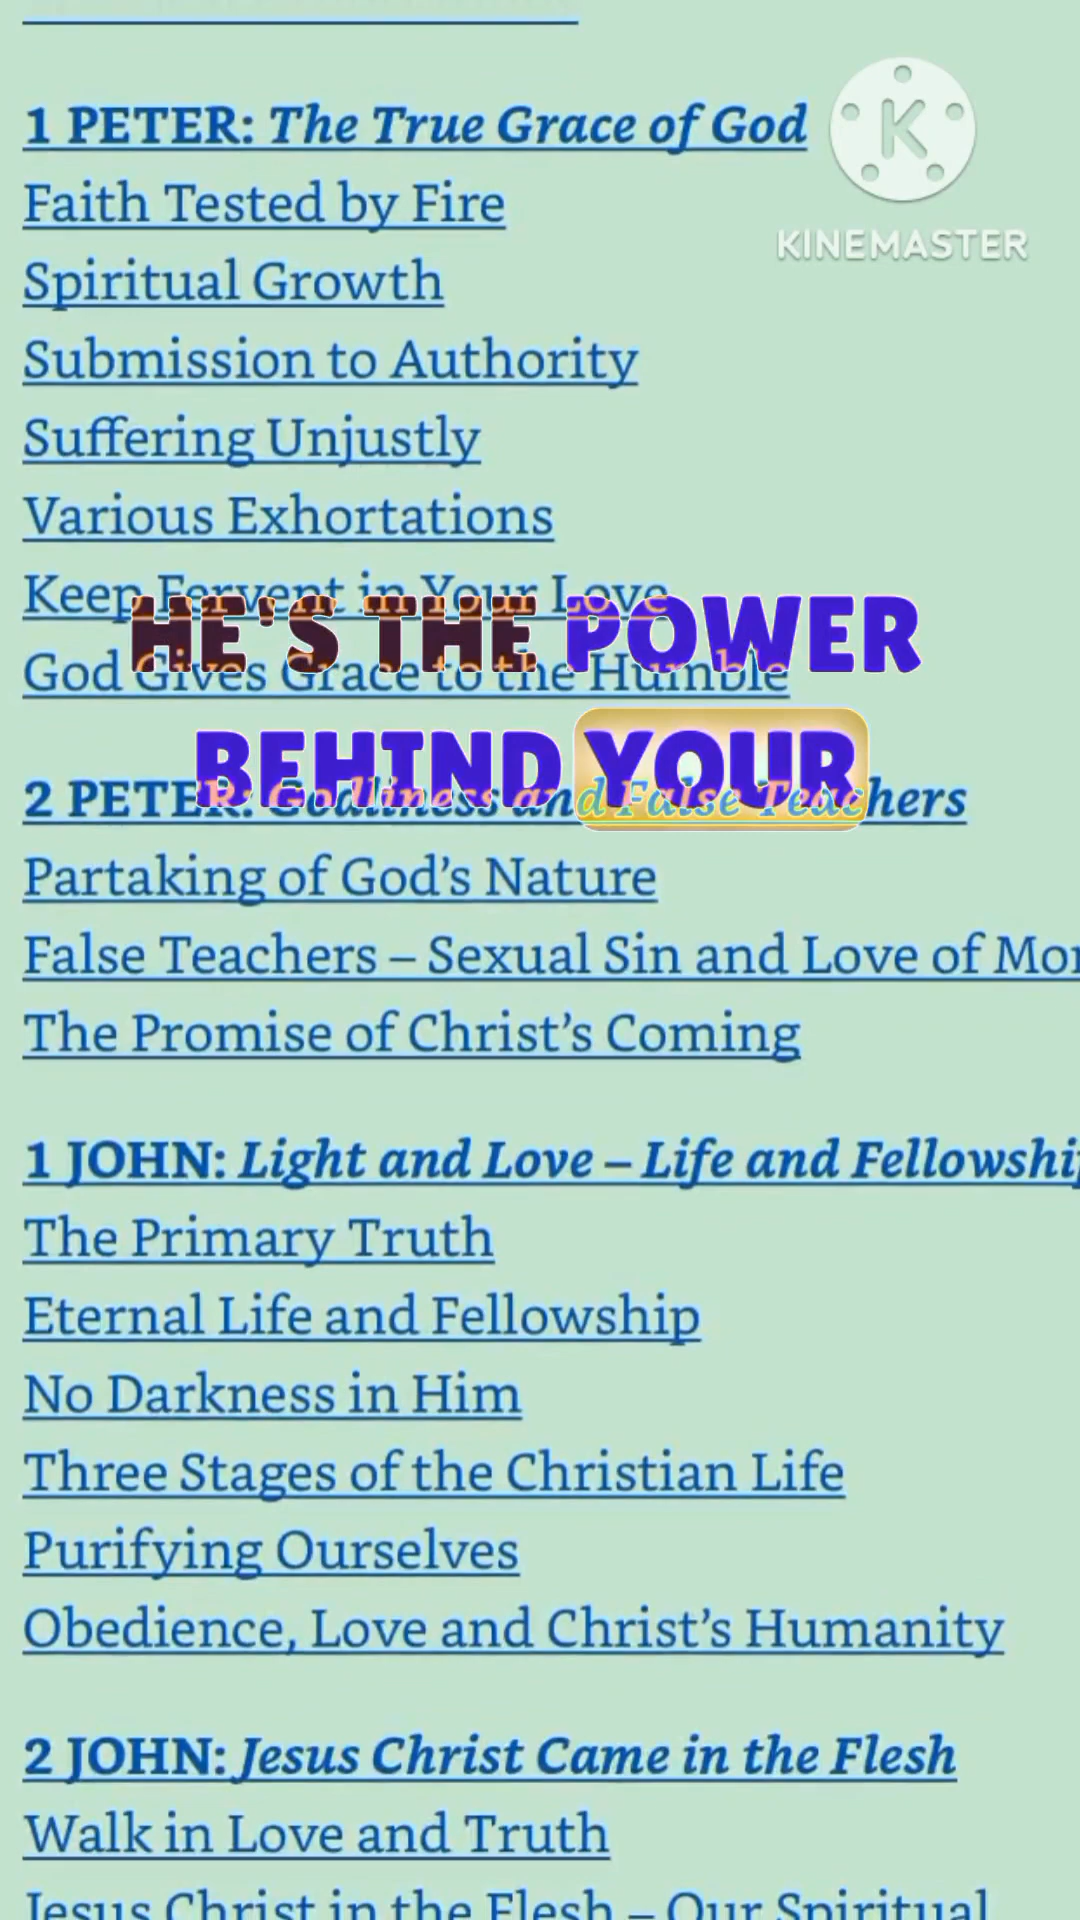 1 PETER: The True Grace of God
KINEMASTER
Faith Tested by Fire
Spiritual Growth
Submission to Authority
Suffering Unjustly
Various Exhortations
Keep Fervent in Your Love
HE'S THE POWER
God Gives Grace to the Humble
BEHIND YOUR
2 PETER: Godliness and False Teachers
Partaking of God’s Nature
False Teachers – Sexual Sin and Love of
The Promise of Christ’s Coming
1 JOHN: Light and Love – Life and Fellowship
The Primary Truth
Eternal Life and Fellowship
No Darkness in Him
Three Stages of the Christian Life
Purifying Ourselves
Obedience, Love and Christ’s Humanity
2 JOHN: Jesus Christ Came in the Flesh
Walk in Love and Truth
Jesus Christ in the Flesh – Our Spiritual